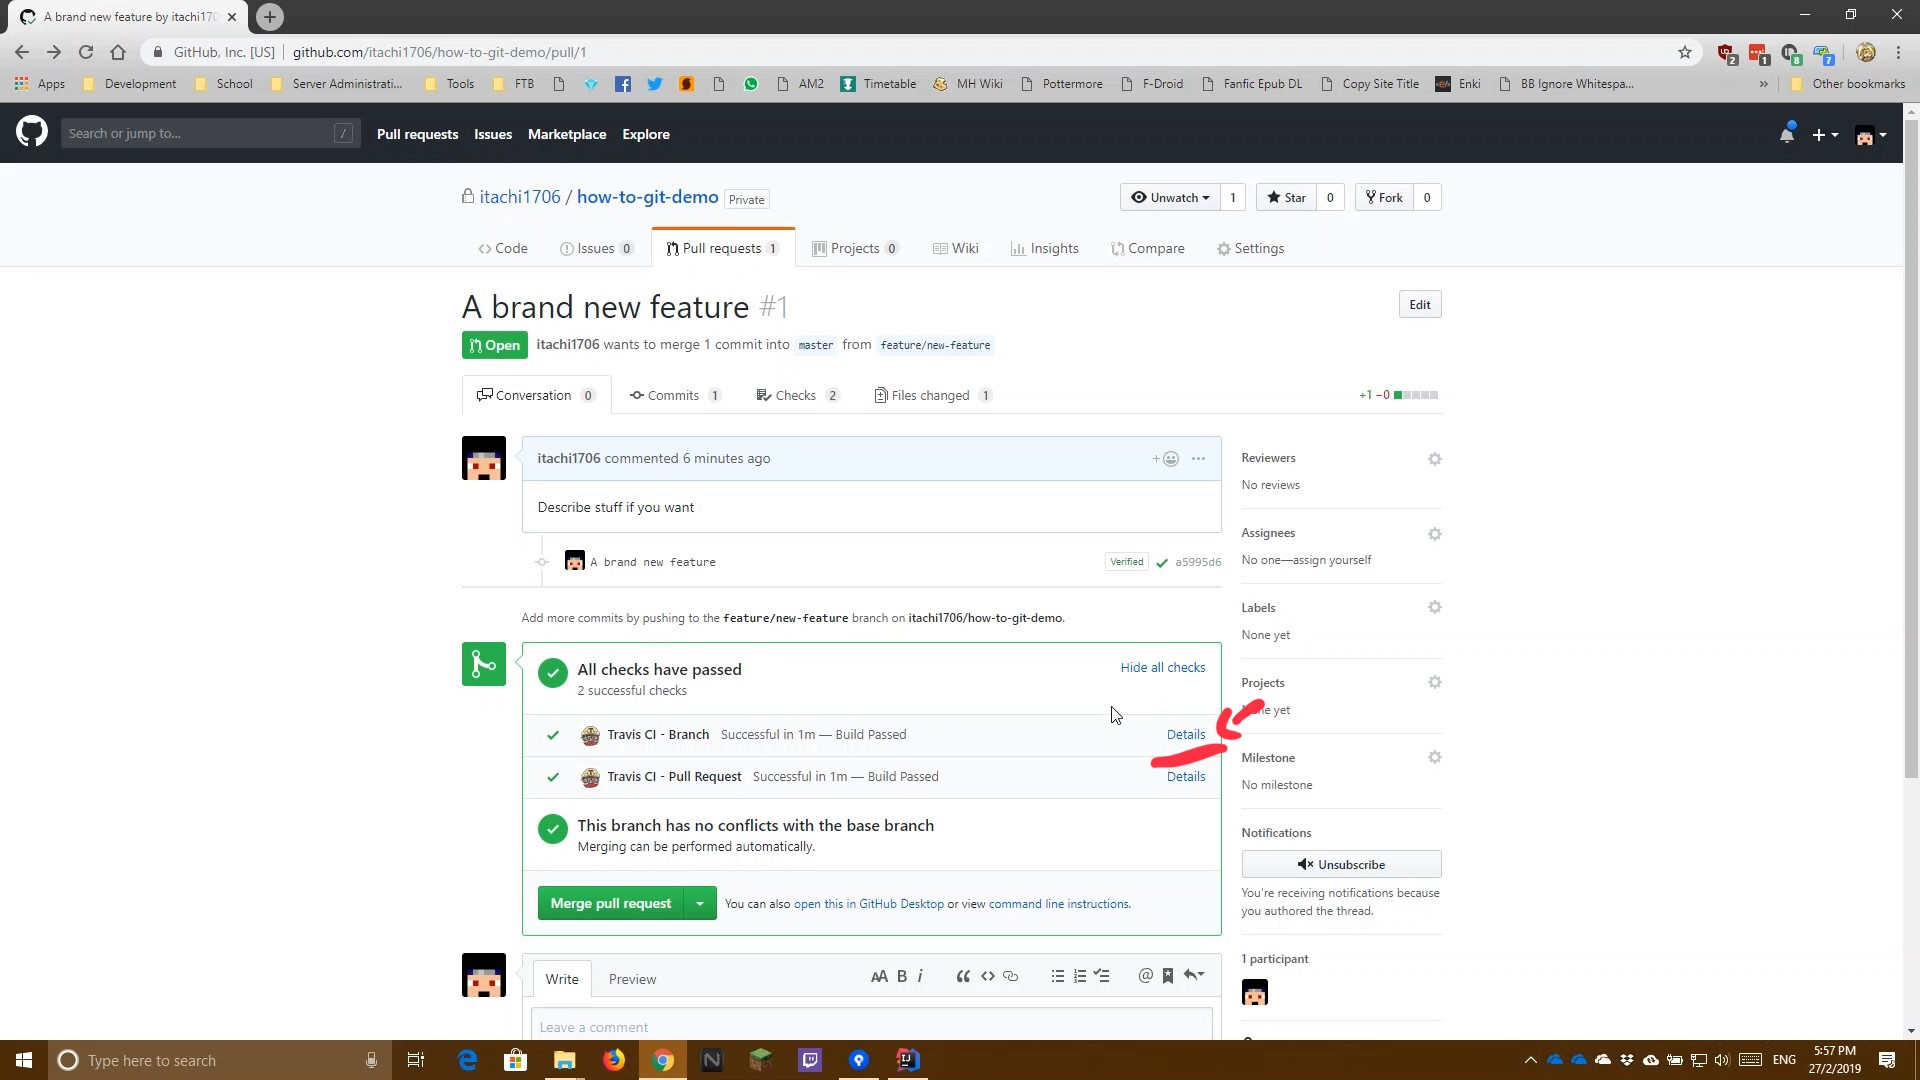 A brand new feature by itachi170
GitHub, Inc. [US] github.com/itachi1706/how-to-git-demo/pull/1
2 1 8 7
Apps Development School Server Administrati... Tools FTB AM2 Timetable MH Wiki Pottermore F-Droid Fanfic Epub DL Copy Site Title Enki BB Ignore Whitespa... » Other bookmarks
Search or jump to... / Pull requests Issues Marketplace Explore
itachi1706 / how-to-git-demo Private Unwatch 1 Star 0 Fork 0
Code Issues 0 Pull requests 1 Projects 0 Wiki Insights Compare Settings
A brand new feature #1 Edit
Open itachi1706 wants to merge 1 commit into master from feature/new-feature
Conversation 0 Commits 1 Checks 2 Files changed 1 +1 −0
itachi1706 commented 6 minutes ago
Describe stuff if you want
A brand new feature Verified a5995d6
Add more commits by pushing to the feature/new-feature branch on itachi1706/how-to-git-demo.
All checks have passed Hide all checks
2 successful checks
Travis CI - Branch Successful in 1m — Build Passed Details
Travis CI - Pull Request Successful in 1m — Build Passed Details
This branch has no conflicts with the base branch
Merging can be performed automatically.
Merge pull request You can also open this in GitHub Desktop or view command line instructions.
Write Preview AA B i @
Leave a comment
Reviewers
No reviews
Assignees
No one—assign yourself
Labels
None yet
Projects
yet
Milestone
No milestone
Notifications
Unsubscribe
You're receiving notifications because
you authored the thread.
1 participant
Type here to search
ENG
5:57 PM
27/2/2019